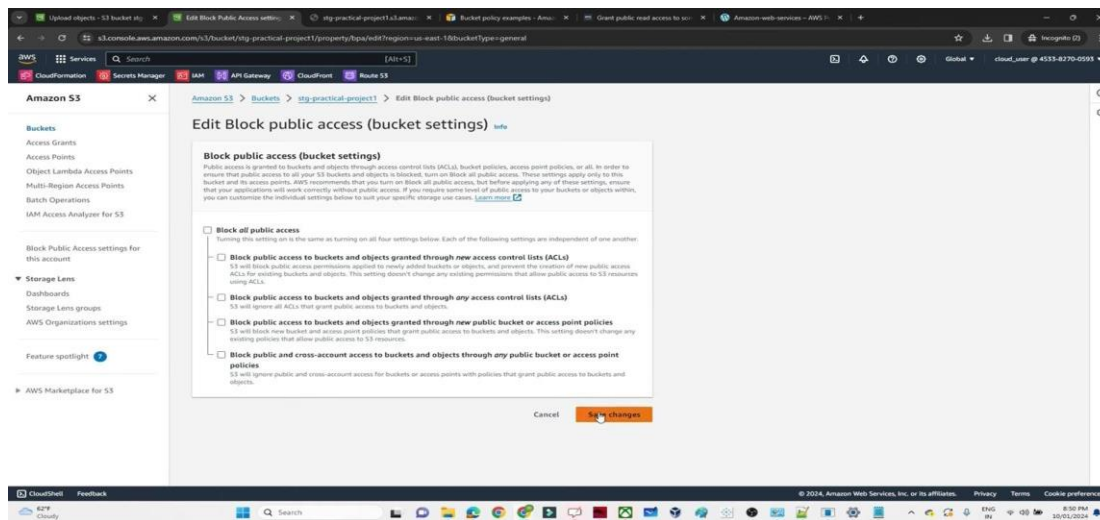 Upload objects - S3 bucket stg
Edit Block Public Access setting
stg-practical-project1.s3.amazo
Bucket policy examples - Amaz
Grant public read access to som
Amazon-web-services – AWS P
s3.console.aws.amazon.com/s3/bucket/stg-practical-project1/property/bpa/edit?region=us-east-1&bucketType=general
Incognito (2)
aws
Services
Search
[Alt+S]
Global
cloud_user @ 4533-8270-0593
CloudFormation
Secrets Manager
IAM
API Gateway
CloudFront
Route 53
Amazon S3
Buckets
Access Grants
Access Points
Object Lambda Access Points
Multi-Region Access Points
Batch Operations
IAM Access Analyzer for S3
Block Public Access settings for
this account
Storage Lens
Dashboards
Storage Lens groups
AWS Organizations settings
Feature spotlight 7
AWS Marketplace for S3
Amazon S3 > Buckets > stg-practical-project1 > Edit Block public access (bucket settings)
Edit Block public access (bucket settings) Info
Block public access (bucket settings)
Public access is granted to buckets and objects through access control lists (ACLs), bucket policies, access point policies, or all. In order to
ensure that public access to all your S3 buckets and objects is blocked, turn on Block all public access. These settings apply only to this
bucket and its access points. AWS recommends that you turn on Block all public access, but before applying any of these settings, ensure
that your applications will work correctly without public access. If you require some level of public access to your buckets or objects within,
you can customize the individual settings below to suit your specific storage use cases. Learn more
Block all public access
Turning this setting on is the same as turning on all four settings below. Each of the following settings are independent of one another.
Block public access to buckets and objects granted through new access control lists (ACLs)
S3 will block public access permissions applied to newly added buckets or objects, and prevent the creation of new public access
ACLs for existing buckets and objects. This setting doesn't change any existing permissions that allow public access to S3 resources
using ACLs.
Block public access to buckets and objects granted through any access control lists (ACLs)
S3 will ignore all ACLs that grant public access to buckets and objects.
Block public access to buckets and objects granted through new public bucket or access point policies
S3 will block new bucket and access point policies that grant public access to buckets and objects. This setting doesn't change any
existing policies that allow public access to S3 resources.
Block public and cross-account access to buckets and objects through any public bucket or access point
policies
S3 will ignore public and cross-account access for buckets or access points with policies that grant public access to buckets and
objects.
Cancel
Save changes
CloudShell
Feedback
© 2024, Amazon Web Services, Inc. or its affiliates.
Privacy
Terms
Cookie preferences
62°F
Cloudy
Search
ENG
IN
8:50 PM
10/01/2024